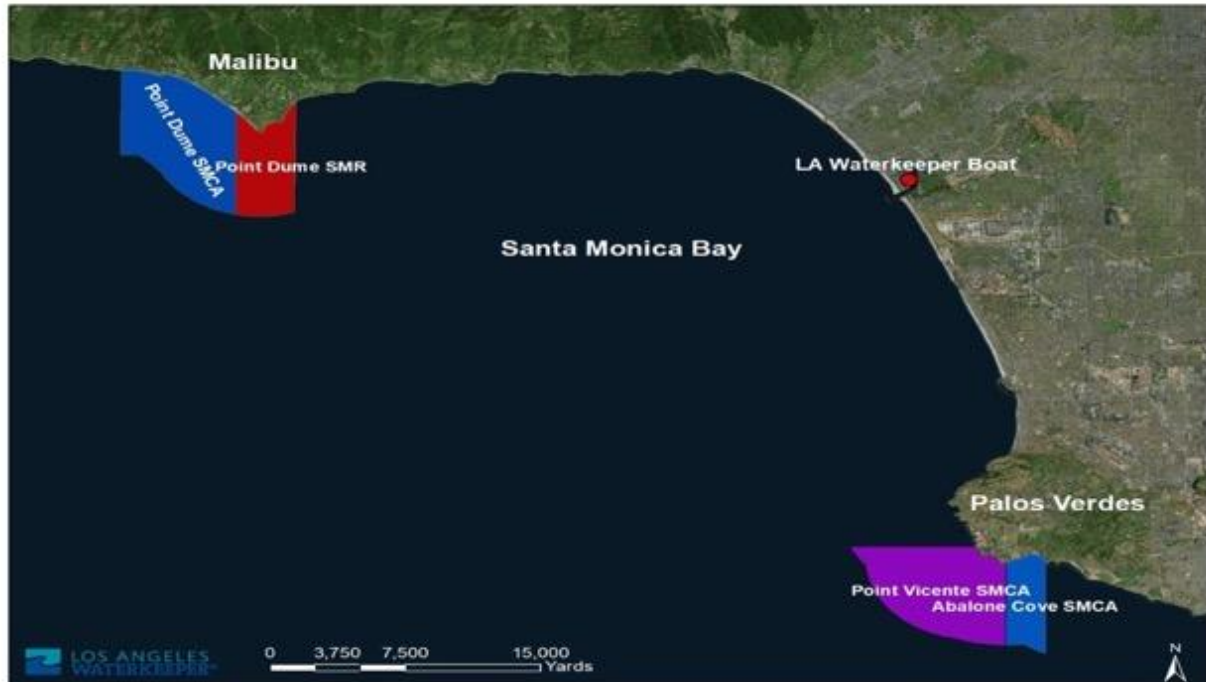 Malibu
Point Dume SMCA
Point Dume SMR
LA Waterkeeper Boat
Santa Monica Bay
Palos Verdes
Point Vicente SMCA
Abalone Cove SMCA
LOS ANGELES
WATERKEEPER
0 3,750 7,500 15,000
Yards
N